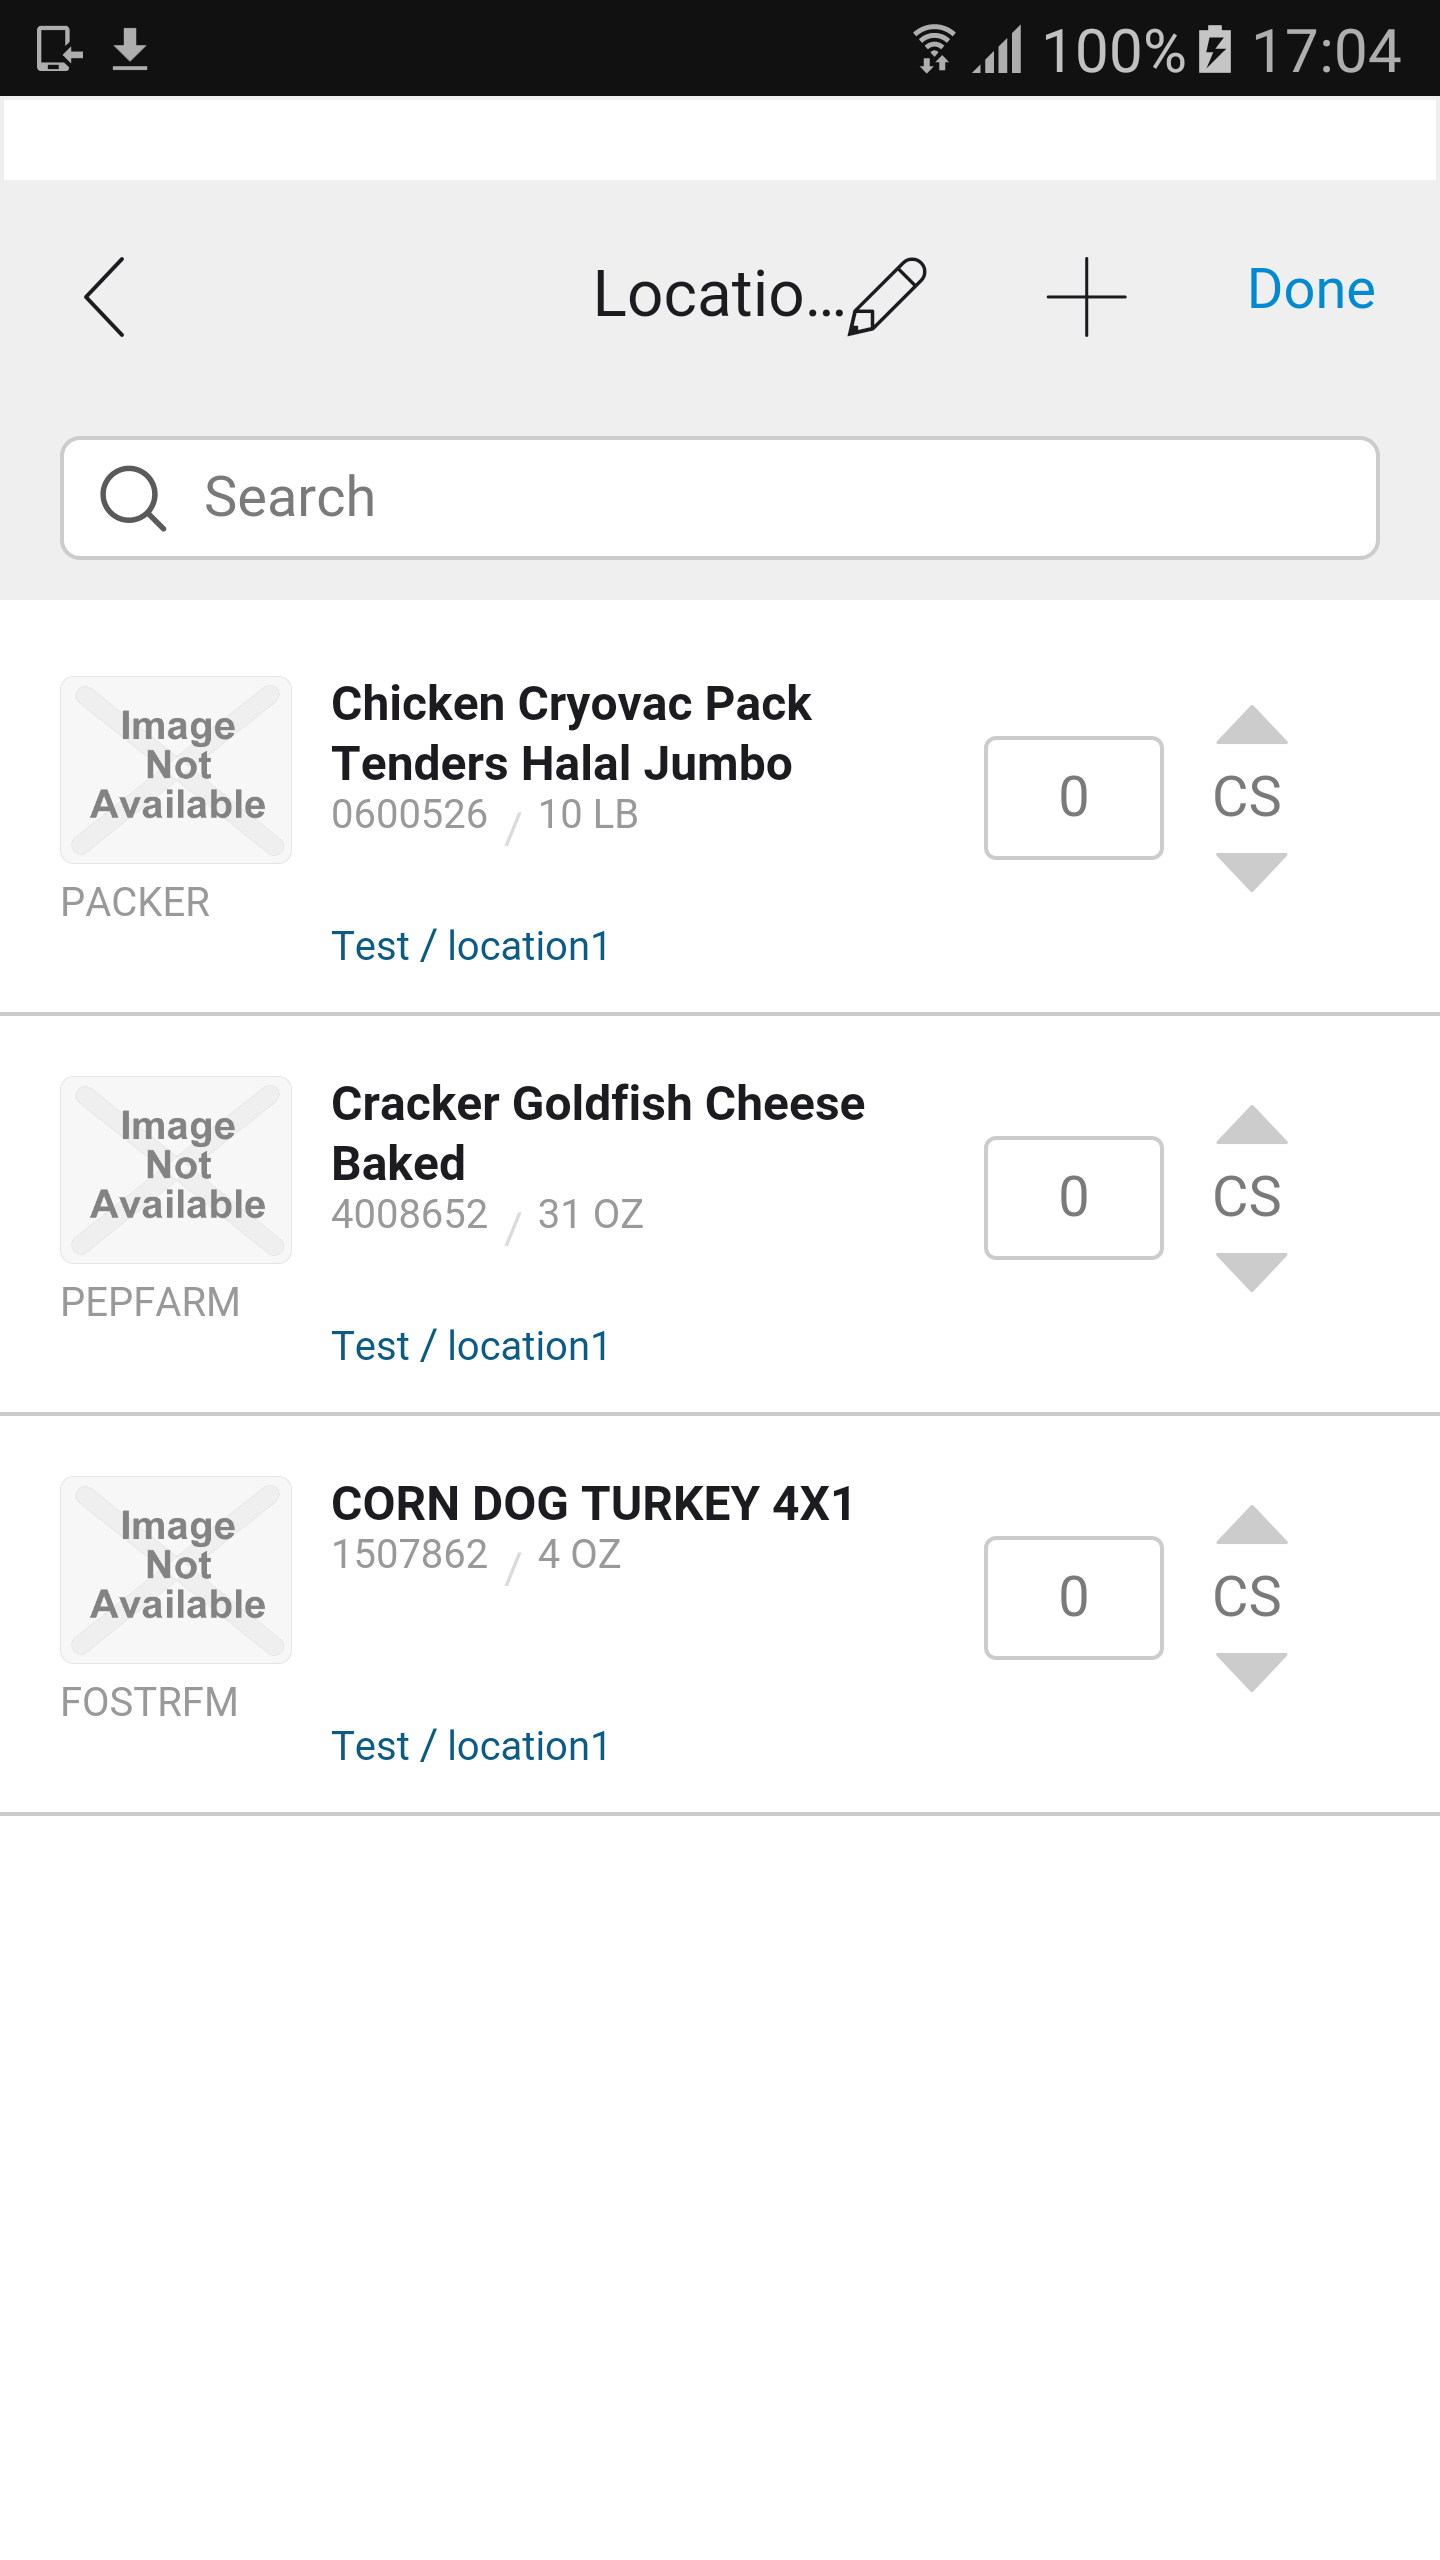 100% 17:04
Locatio... Done
Search
Image
Not
Available
Chicken Cryovac Pack
Tenders Halal Jumbo
0600526 / 10 LB
0
CS
PACKER
Test / location1
Image
Not
Available
Cracker Goldfish Cheese
Baked
4008652 / 31 OZ
0
CS
PEPFARM
Test / location1
Image
Not
Available
CORN DOG TURKEY 4X1
1507862 / 4 OZ
0
CS
FOSTRFM
Test / location1